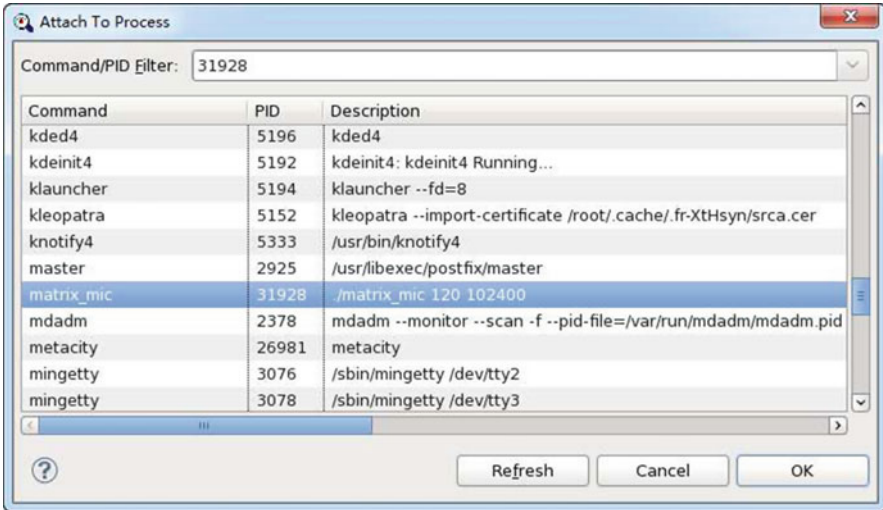 Attach To Process
Command/PID Filter: 31928
Command PID Description
kded4 5196 kded4
kdeinit4 5192 kdeinit4: kdeinit4 Running...
klauncher 5194 klauncher --fd=8
kleopatra 5152 kleopatra --import-certificate /root/.cache/.fr-XtHsyn/srca.cer
knotify4 5333 /usr/bin/knotify4
master 2925 /usr/libexec/postfix/master
matrix_mic 31928 ./matrix_mic 120 102400
mdadm 2378 mdadm --monitor --scan -f --pid-file=/var/run/mdadm/mdadm.pid
metacity 26981 metacity
mingetty 3076 /sbin/mingetty /dev/tty2
mingetty 3078 /sbin/mingetty /dev/tty3
Refresh Cancel OK